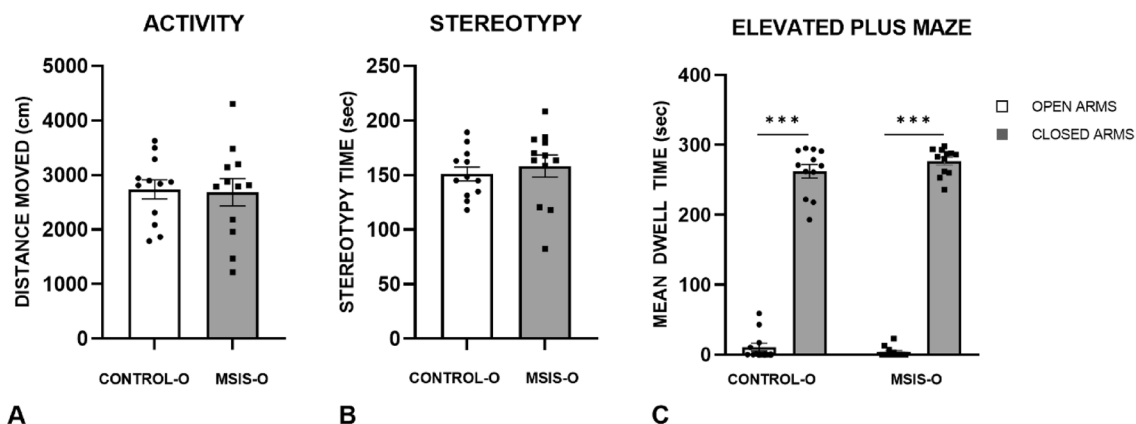 ACTIVITY
DISTANCE MOVED (cm)
5000
4000
3000
2000
1000
0
CONTROL-O MSIS-O
A
STEREOTYPY
STEREOTYPY TIME (sec)
250
200
150
100
50
0
CONTROL-O MSIS-O
B
ELEVATED PLUS MAZE
MEAN DWELL TIME (sec)
400
300
200
100
0
*** ***
CONTROL-O MSIS-O
OPEN ARMS
CLOSED ARMS
C